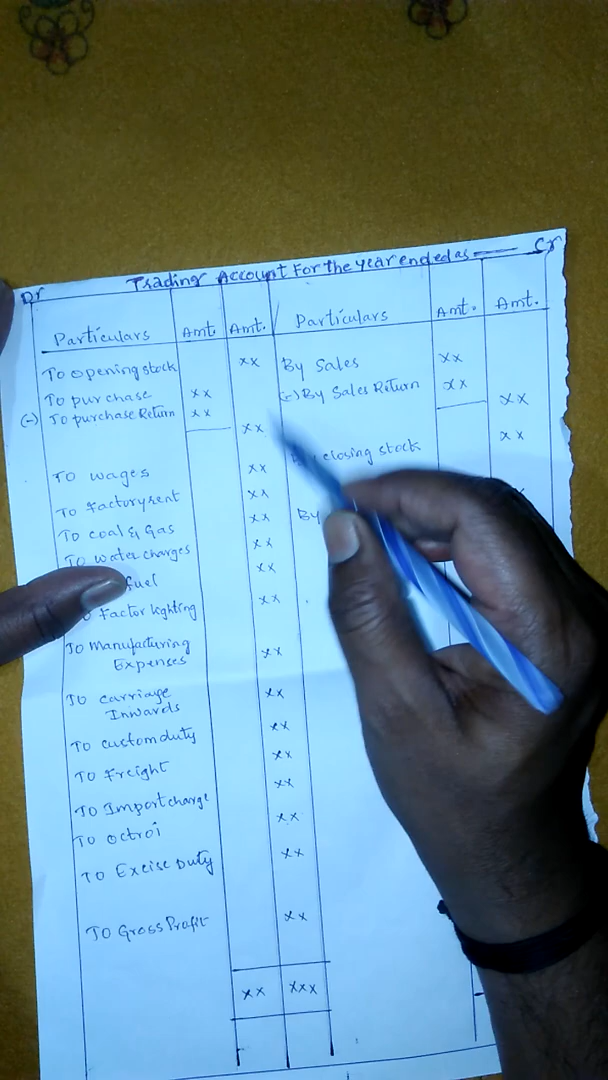 Dr Trading Account For the year ended as —— Cr
Particulars Amt. Amt. Particulars Amt. Amt.
To opening stock xx By Sales xx
To purchase xx (-) By Sales Return xx xx
(-) To purchase Return xx xx
xx closing stock
To wages xx
To Factory rent xx
To coal & Gas xx By
To water charges xx
fuel xx
Factor lighting xx
To Manufacturing
Expenses xx
To carriage
Inwards xx
To custom duty xx
To Freight xx
To Import charge xx
To octroi xx
To Excise Duty xx
To Gross Profit xx
xx xxx